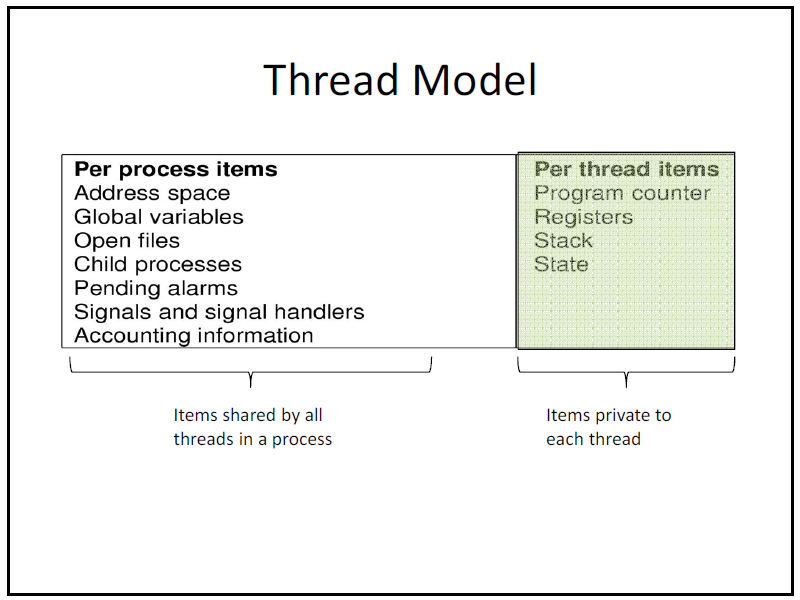 Thread Model
Per process items
Address space
Global variables
Open files
Child processes
Pending alarms
Signals and signal handlers
Accounting information
Per thread items
Program counter
Registers
Stack
State
Items shared by all
threads in a process
Items private to
each thread